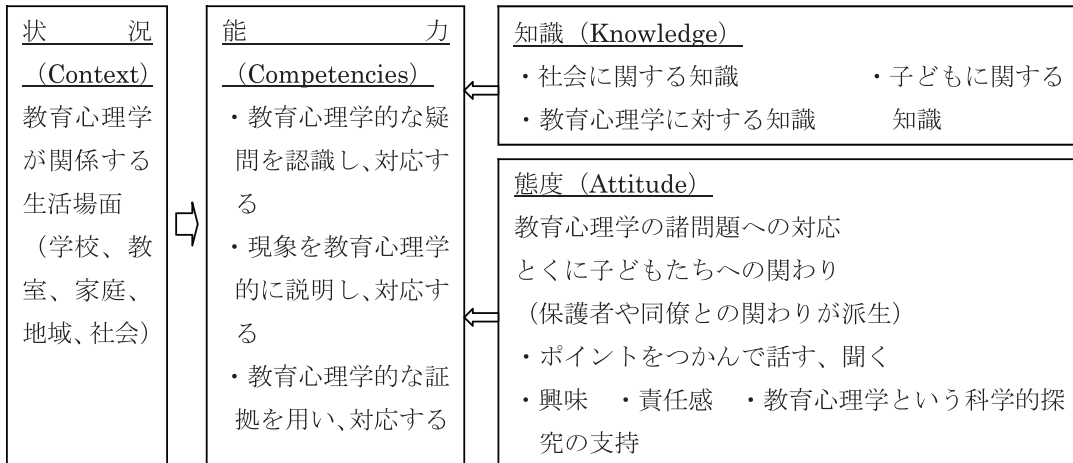 状況
(Context)
教育心理学
が関係する
生活場面
(学校、教
室、家庭、
地域、社会)
能力
(Competencies)
・教育心理学的な疑
問を認識し、対応す
る
・現象を教育心理学
的に説明し、対応す
る
・教育心理学的な証
拠を用い、対応する
知識(Knowledge)
・社会に関する知識 ・子どもに関する
・教育心理学に対する知識 知識
態度(Attitude)
教育心理学の諸問題への対応
とくに子どもたちへの関わり
(保護者や同僚との関わりが派生)
・ポイントをつかんで話す、聞く
・興味 ・責任感 ・教育心理学という科学的探
究の支持